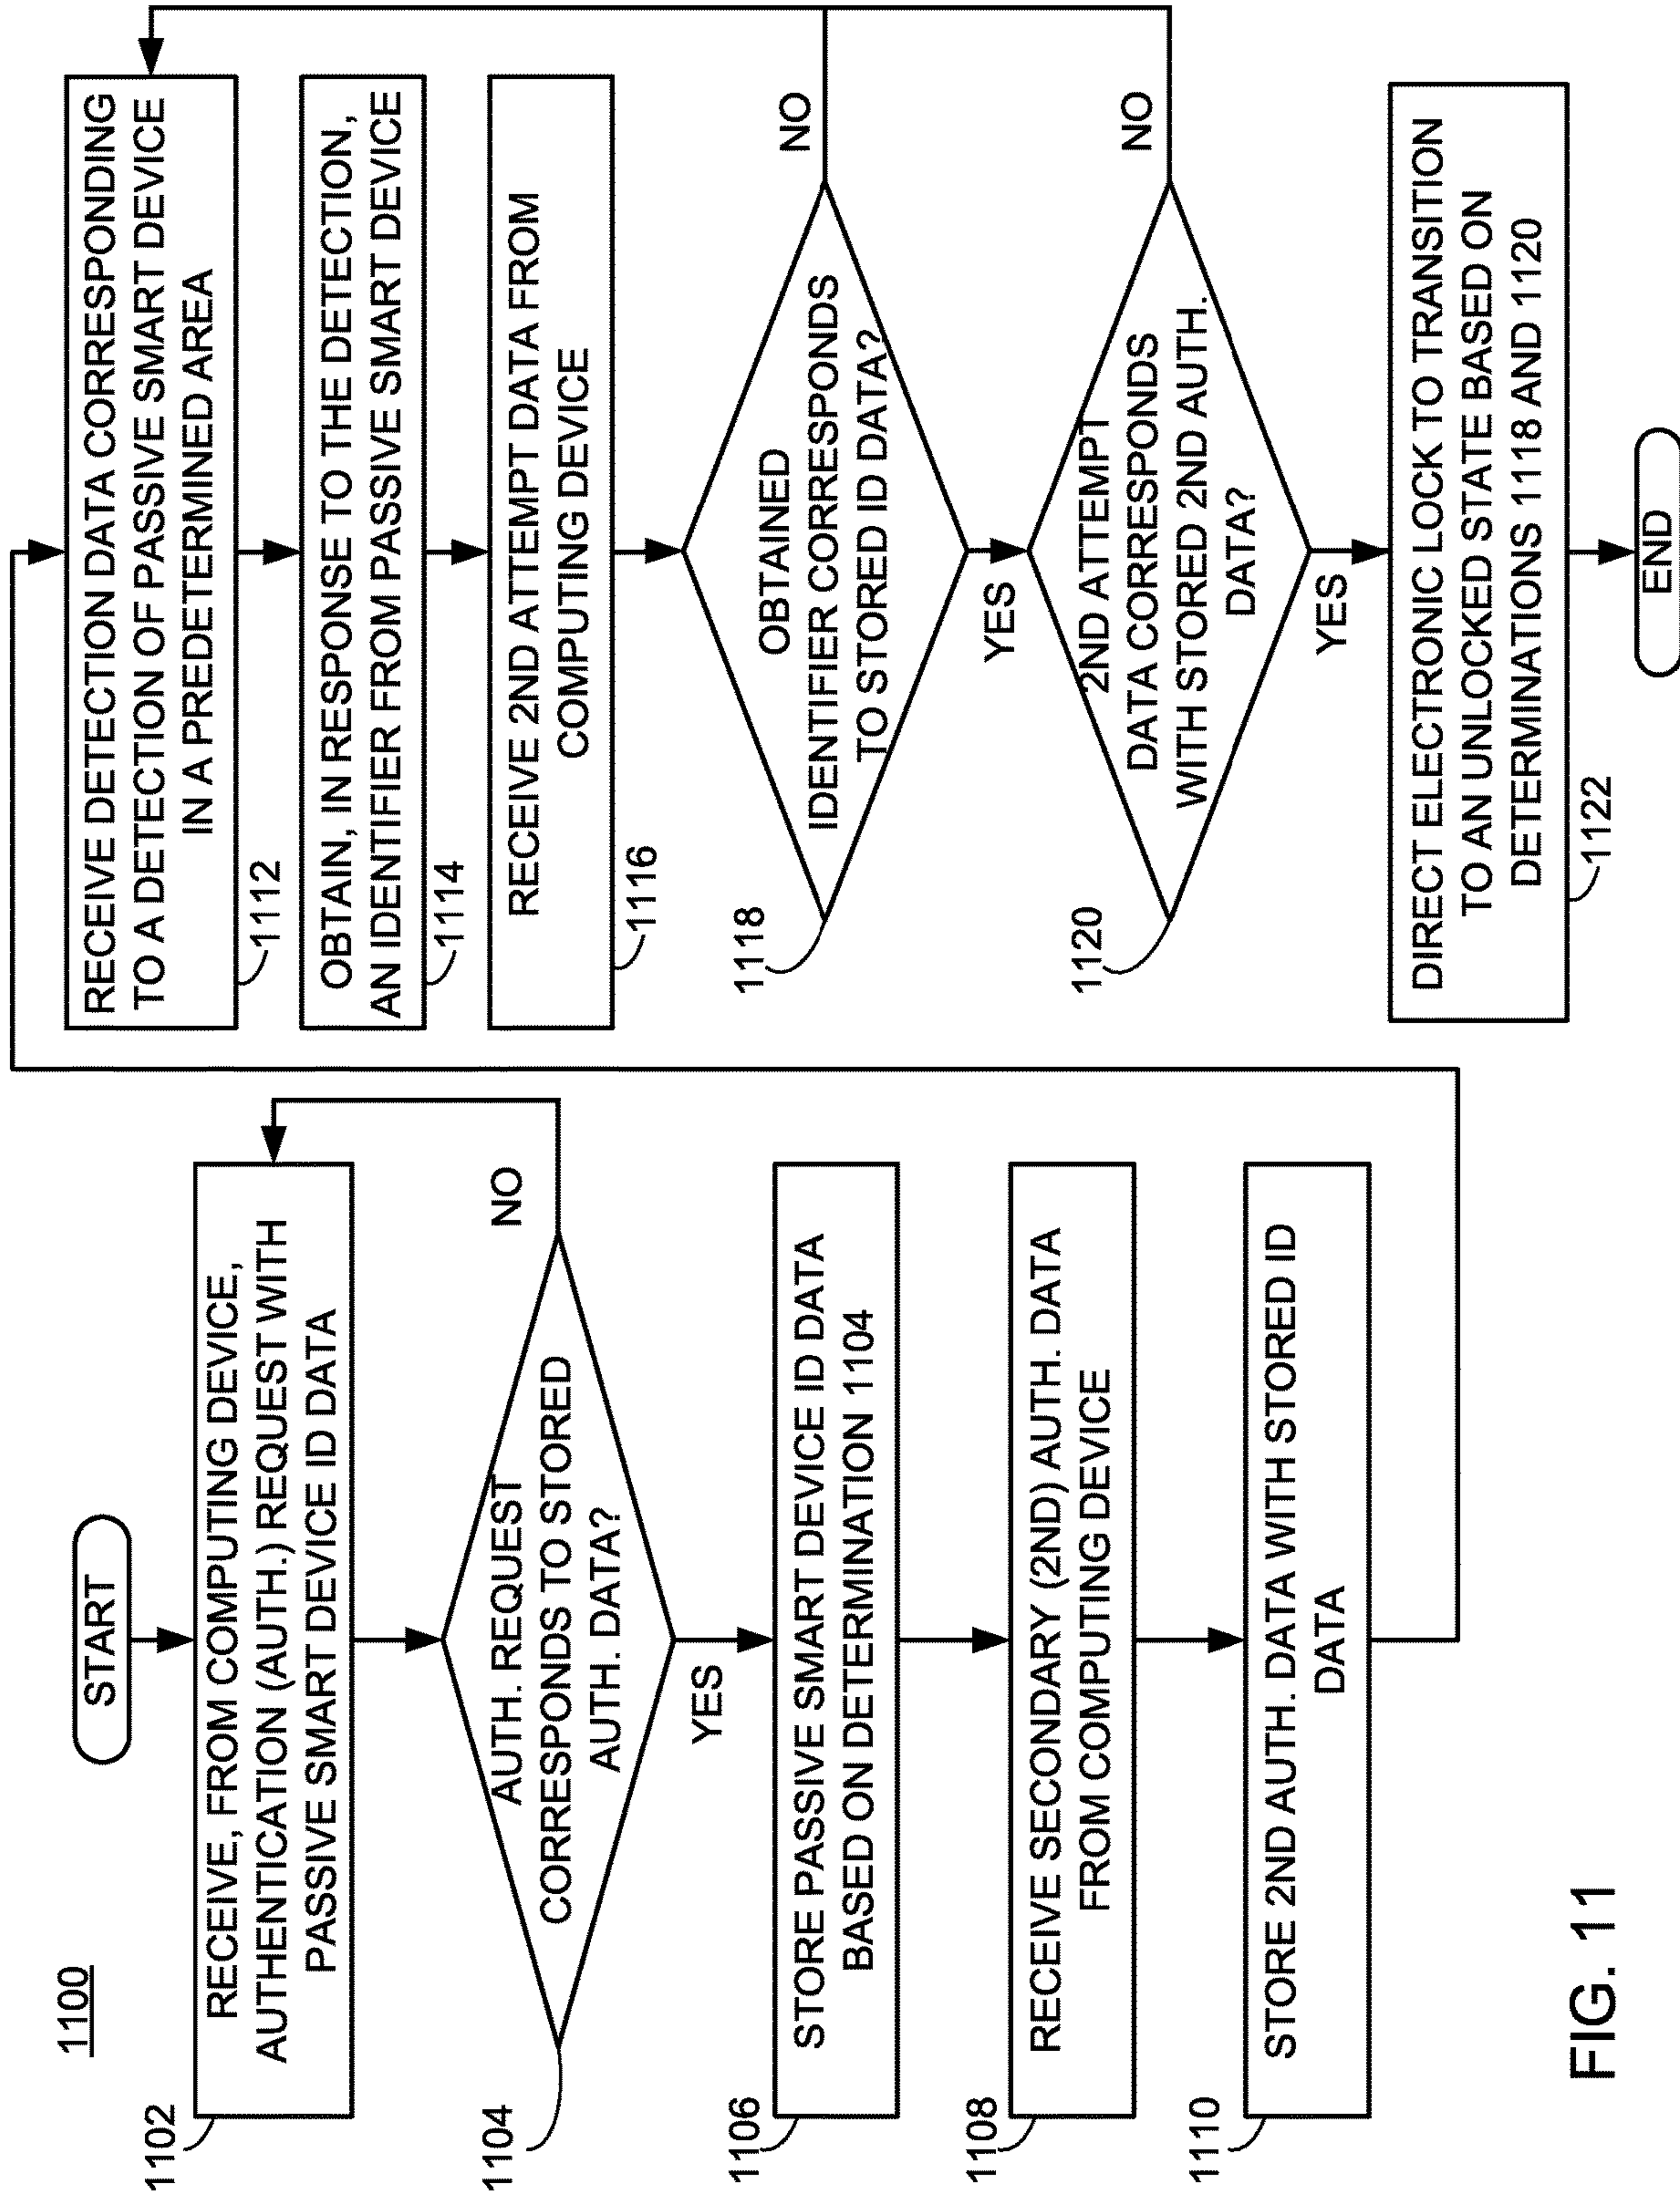 1100
START
RECEIVE, FROM COMPUTING DEVICE,
AUTHENTICATION (AUTH.) REQUEST WITH
PASSIVE SMART DEVICE ID DATA
1102
AUTH. REQUEST
CORRESPONDS TO STORED
AUTH. DATA?
1104
NO
YES
STORE PASSIVE SMART DEVICE ID DATA
BASED ON DETERMINATION 1104
1106
RECEIVE SECONDARY (2ND) AUTH. DATA
FROM COMPUTING DEVICE
1108
STORE 2ND AUTH. DATA WITH STORED ID
DATA
1110
RECEIVE DETECTION DATA CORRESPONDING
TO A DETECTION OF PASSIVE SMART DEVICE
IN A PREDETERMINED AREA
1112
OBTAIN, IN RESPONSE TO THE DETECTION,
AN IDENTIFIER FROM PASSIVE SMART DEVICE
1114
RECEIVE 2ND ATTEMPT DATA FROM
COMPUTING DEVICE
1116
OBTAINED
IDENTIFIER CORRESPONDS
TO STORED ID DATA?
1118
NO
YES
2ND ATTEMPT
DATA CORRESPONDS
WITH STORED 2ND AUTH.
DATA?
1120
NO
YES
DIRECT ELECTRONIC LOCK TO TRANSITION
TO AN UNLOCKED STATE BASED ON
DETERMINATIONS 1118 AND 1120
1122
END
FIG. 11